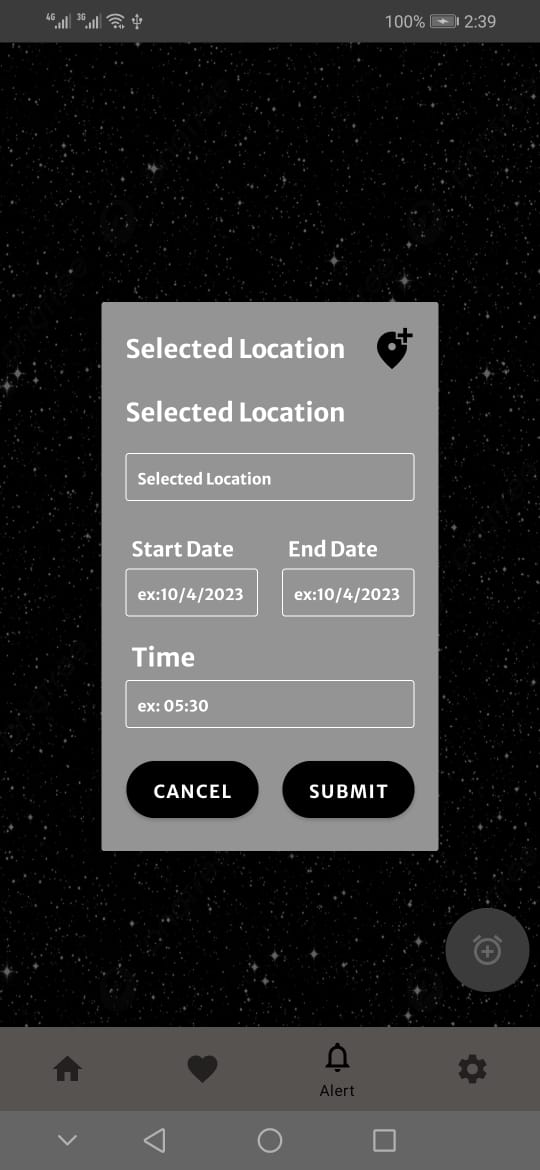 4G 3G 100% 2:39
Selected Location
Selected Location
Selected Location
Start Date End Date
ex:10/4/2023 ex:10/4/2023
Time
ex: 05:30
CANCEL SUBMIT
Alert